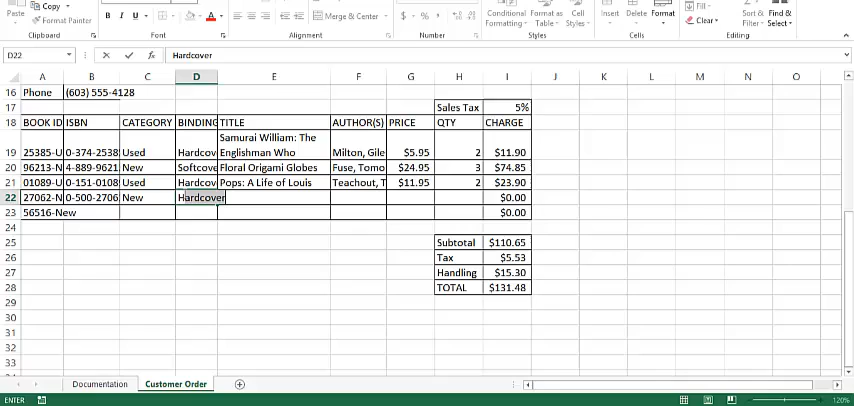 Copy
Paste
Format Painter
B I U
Merge & Center
$ % ,
Conditional Formatting
Format as Table
Cell Styles
Insert Delete Format
Fill
Clear
Sort & Filter
Find & Select
Clipboard Font Alignment Number Styles Cells Editing
D22 fx Hardcover
A B C D E F G H I J K L M N O
16 Phone (603) 555-4128
17 Sales Tax 5%
18 BOOK ID ISBN CATEGORY BINDING TITLE AUTHOR(S) PRICE QTY CHARGE
Samurai William: The
19 25385-U 0-374-2538 Used Hardcov Englishman Who Milton, Gile $5.95 2 $11.90
20 96213-N 4-889-9621 New Softcove Floral Origami Globes Fuse, Tomo $24.95 3 $74.85
21 01089-U 0-151-0108 Used Hardcov Pops: A Life of Louis Teachout, T $11.95 2 $23.90
22 27062-N 0-500-2706 New Hardcover $0.00
23 56516-New $0.00
24
25 Subtotal $110.65
26 Tax $5.53
27 Handling $15.30
28 TOTAL $131.48
29
30
31
32
33
Documentation Customer Order
ENTER 120%